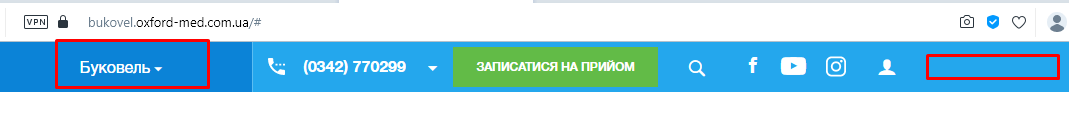 VPN bukovel.oxford-med.com.ua/#
Буковель (0342) 770299 ЗАПИСАТИСЯ НА ПРИЙОМ